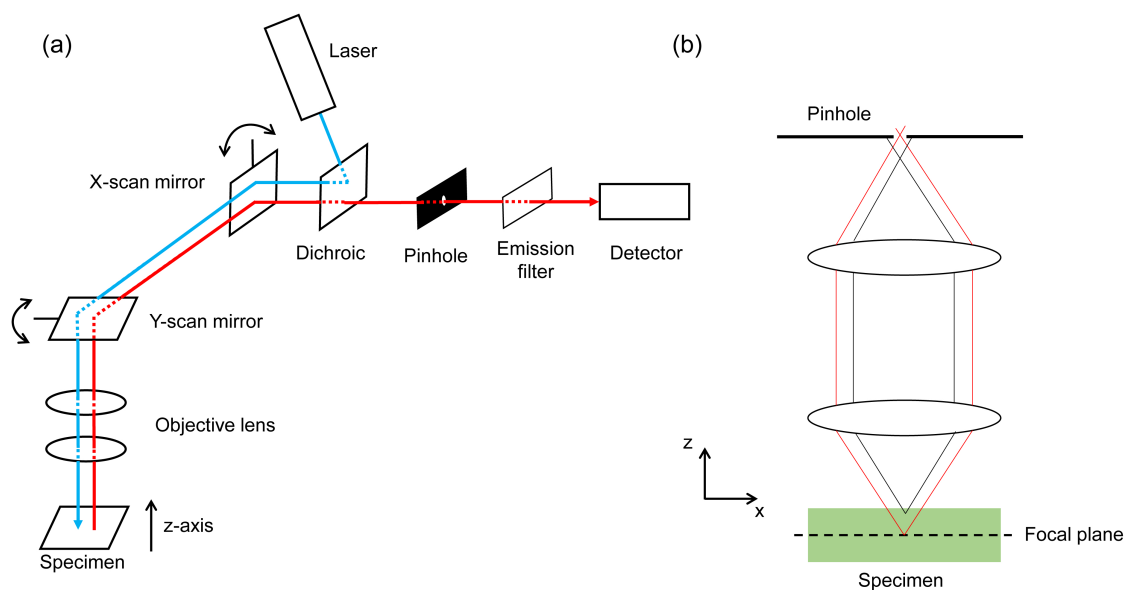 (a)
Laser
X-scan mirror
Dichroic
Pinhole
Emission
filter
Detector
Y-scan mirror
Objective lens
z-axis
Specimen
(b)
Pinhole
z
x
Focal plane
Specimen